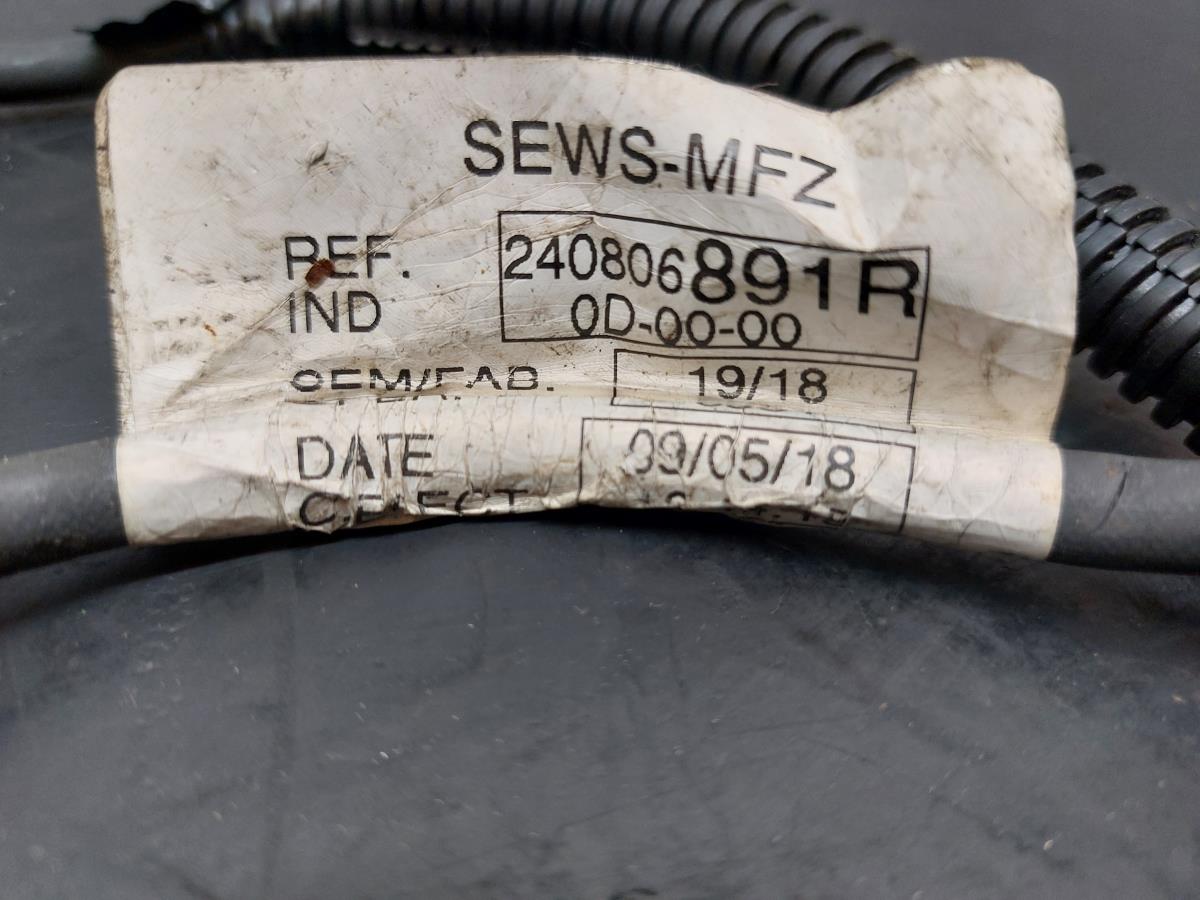 SEWS-MFZ
REF. 240806891R
IND 0D-00-00
19/18
DATE 09/05/18